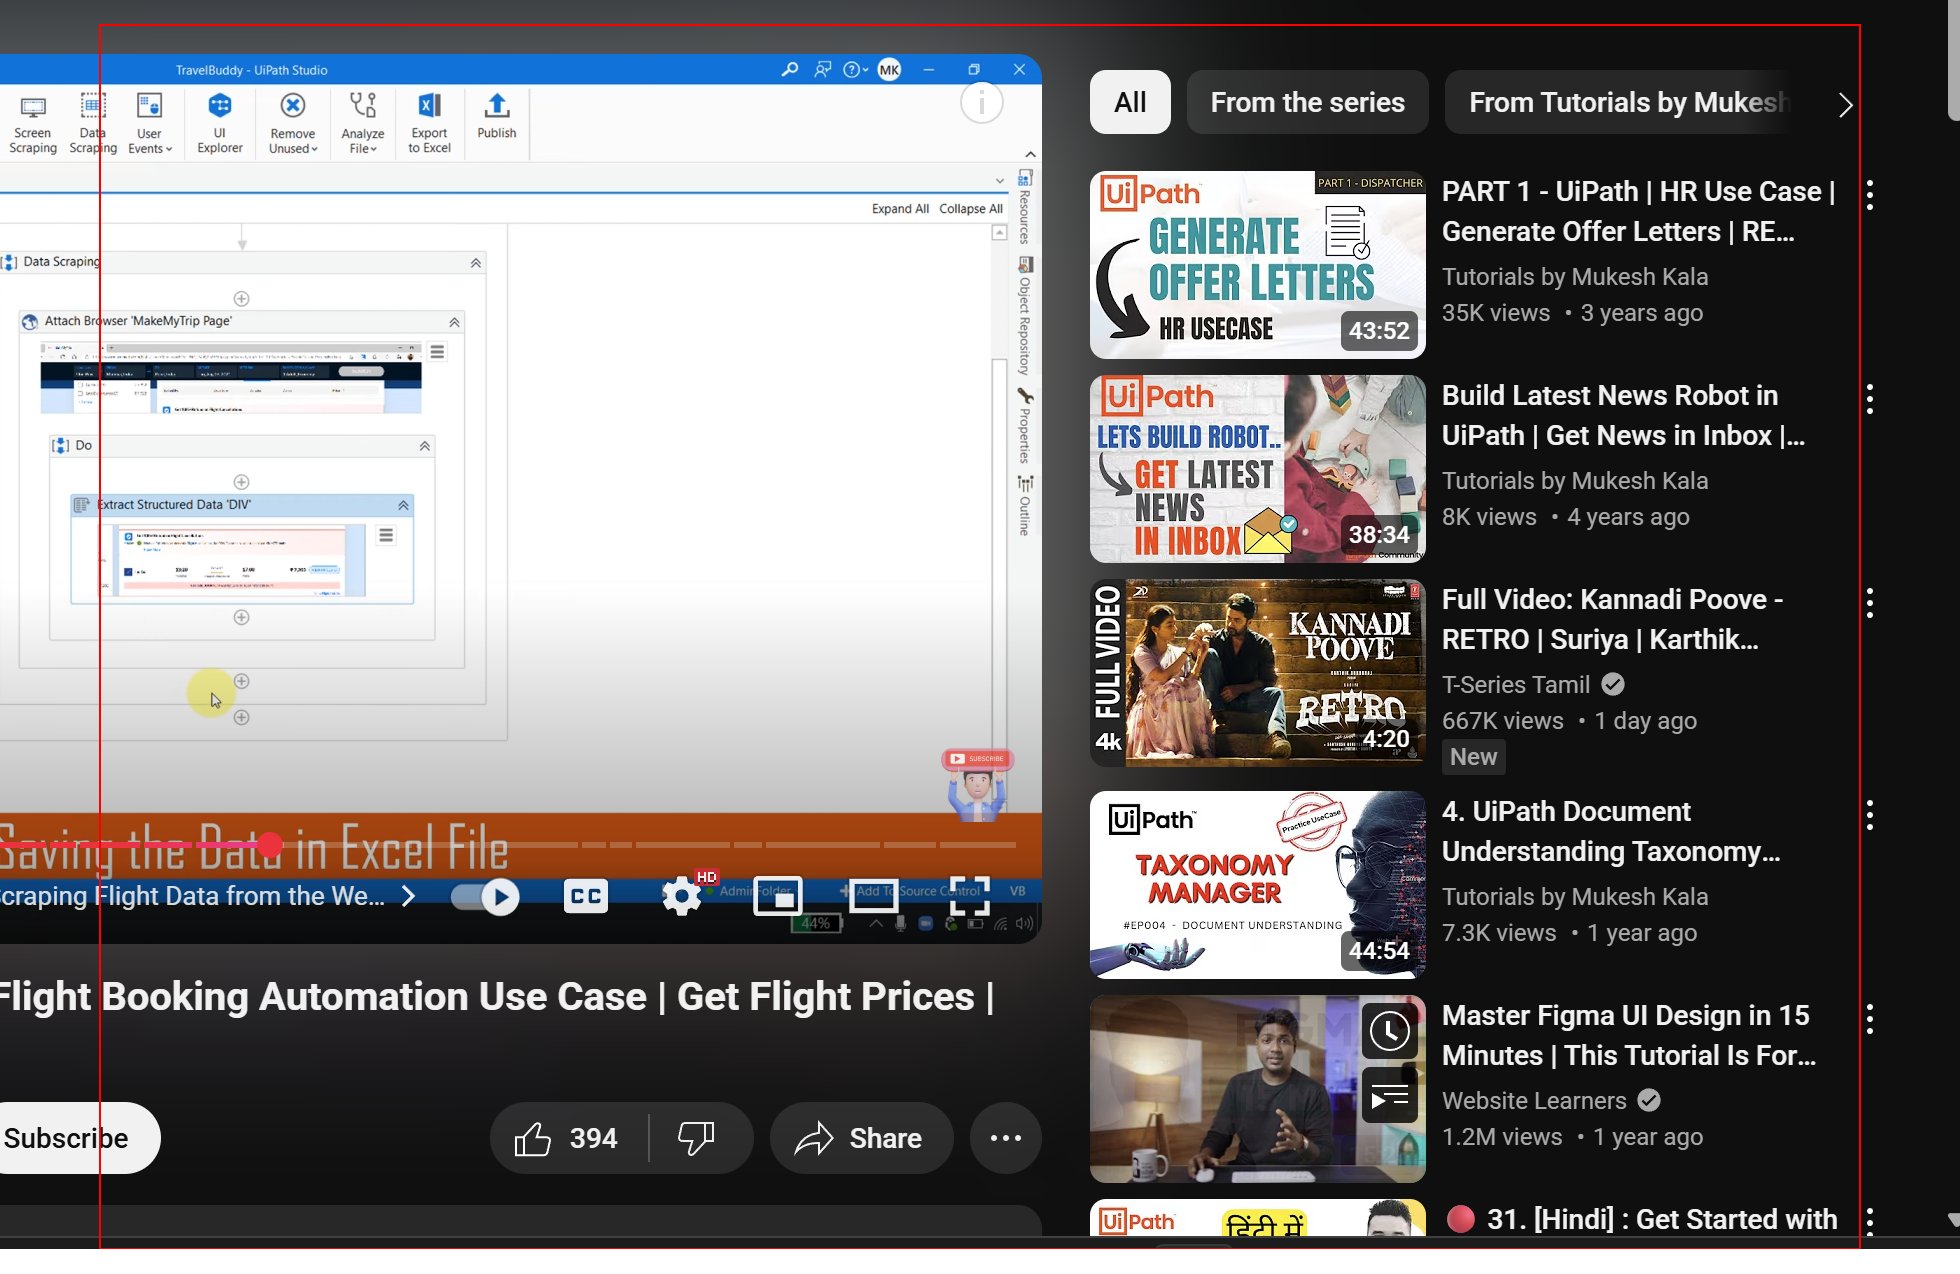 TravelBuddy - UiPath Studio
MK
Screen Scraping
Data Scraping
User Events
UI Explorer
Remove Unused
Analyze File
Export to Excel
Publish
Expand All Collapse All
Resources
Object Repository
Properties
Outline
Data Scraping
Attach Browser 'MakeMyTrip Page'
Do
Extract Structured Data 'DIV'
SUBSCRIBE
Saving the Data in Excel File
craping Flight Data from the We...
CC
HD
AdminFolder
Add To Source Control
VB
44%
Flight Booking Automation Use Case | Get Flight Prices |
Subscribe
394
Share
All
From the series
From Tutorials by Mukesh
UiPath
PART 1 - DISPATCHER
GENERATE
OFFER LETTERS
HR USECASE
43:52
PART 1 - UiPath | HR Use Case |
Generate Offer Letters | RE...
Tutorials by Mukesh Kala
35K views • 3 years ago
UiPath
LETS BUILD ROBOT..
GET LATEST
NEWS
IN INBOX
38:34
Community
Build Latest News Robot in
UiPath | Get News in Inbox |...
Tutorials by Mukesh Kala
8K views • 4 years ago
FULL VIDEO
4k
KANNADI
POOVE
RETRO
4:20
Full Video: Kannadi Poove -
RETRO | Suriya | Karthik...
T-Series Tamil
667K views • 1 day ago
New
UiPath
Practice UseCase
TAXONOMY
MANAGER
#EP004 - DOCUMENT UNDERSTANDING
44:54
4. UiPath Document
Understanding Taxonomy...
Tutorials by Mukesh Kala
7.3K views • 1 year ago
Master Figma UI Design in 15
Minutes | This Tutorial Is For...
Website Learners
1.2M views • 1 year ago
UiPath
हिंदी में
31. [Hindi] : Get Started with